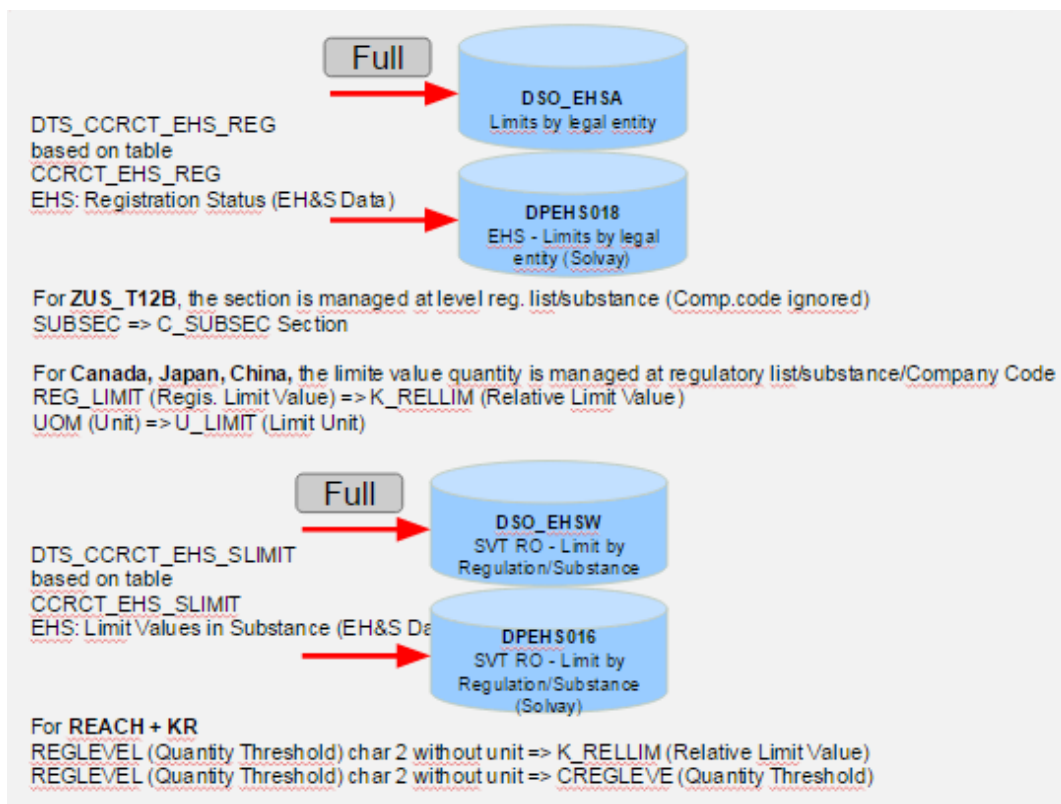 Full
DSO_EHSA
Limits by legal entity
DTS_CCRCT_EHS_REG
based on table
CCRCT_EHS_REG
EHS: Registration Status (EH&S Data)
DPEHS018
EHS - Limits by legal
entity (Solvay)
For ZUS_T12B, the section is managed at level reg. list/substance (Comp.code ignored)
SUBSEC => C_SUBSEC Section
For Canada, Japan, China, the limite value quantity is managed at regulatory list/substance/Company Code
REG_LIMIT (Regis. Limit Value) => K_RELLIM (Relative Limit Value)
UOM (Unit) => U_LIMIT (Limit Unit)
Full
DSO_EHSW
SVT RO - Limit by
Regulation/Substance
DTS_CCRCT_EHS_SLIMIT
based on table
CCRCT_EHS_SLIMIT
EHS: Limit Values in Substance (EH&S Da
DPEHS016
SVT RO - Limit by
Regulation/Substance
(Solvay)
For REACH + KR
REGLEVEL (Quantity Threshold) char 2 without unit => K_RELLIM (Relative Limit Value)
REGLEVEL (Quantity Threshold) char 2 without unit => CREGLEVE (Quantity Threshold)